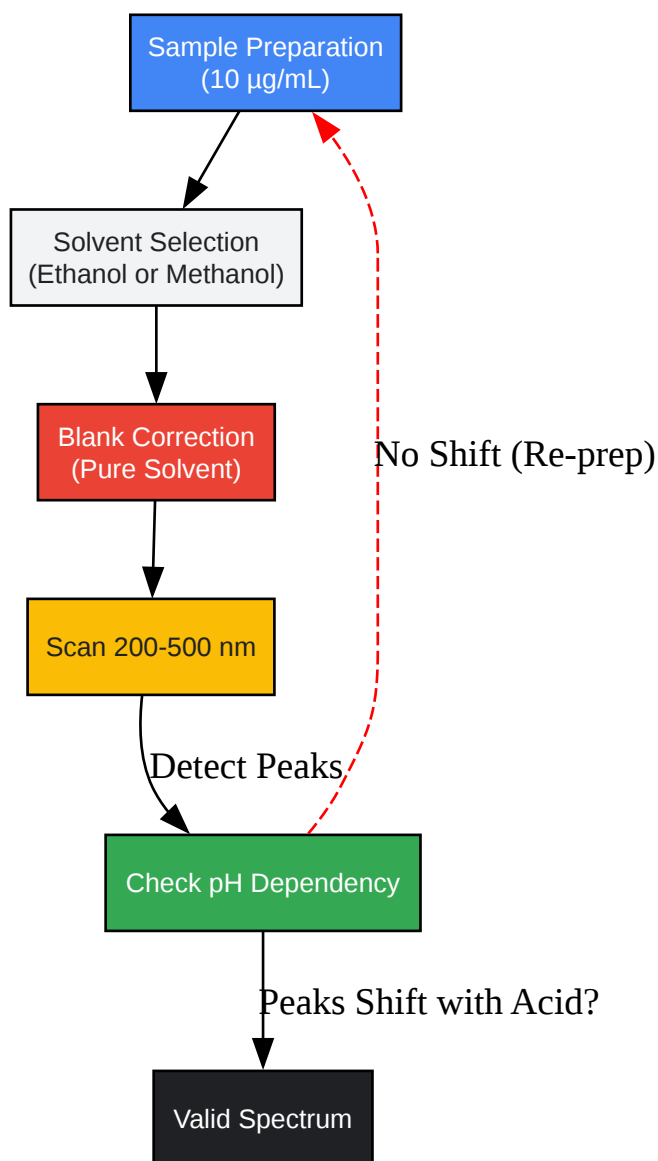 Sample Preparation
(10 µg/mL)
Solvent Selection
(Ethanol or Methanol)
Blank Correction
(Pure Solvent)
No Shift (Re-prep)
Scan 200-500 nm
Detect Peaks
Check pH Dependency
Peaks Shift with Acid?
Valid Spectrum